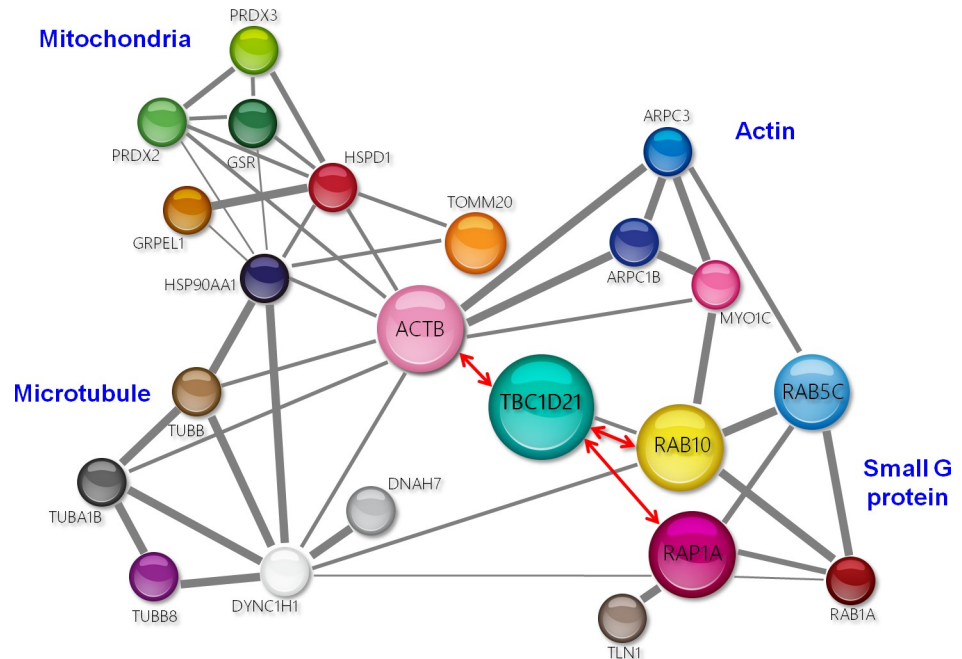 PRDX3
Mitochondria
ARPC3
Actin
PRDX2
GSR
HSPD1
TOMM20
GRPEL1
ARPC1B
HSP90AA1
MYO1C
ACTB
Microtubule
RAB5C
TBC1D21
TUBB
RAB10
Small G
protein
DNAH7
TUBA1B
RAP1A
TUBB8
DYNC1H1
RAB1A
TLN1